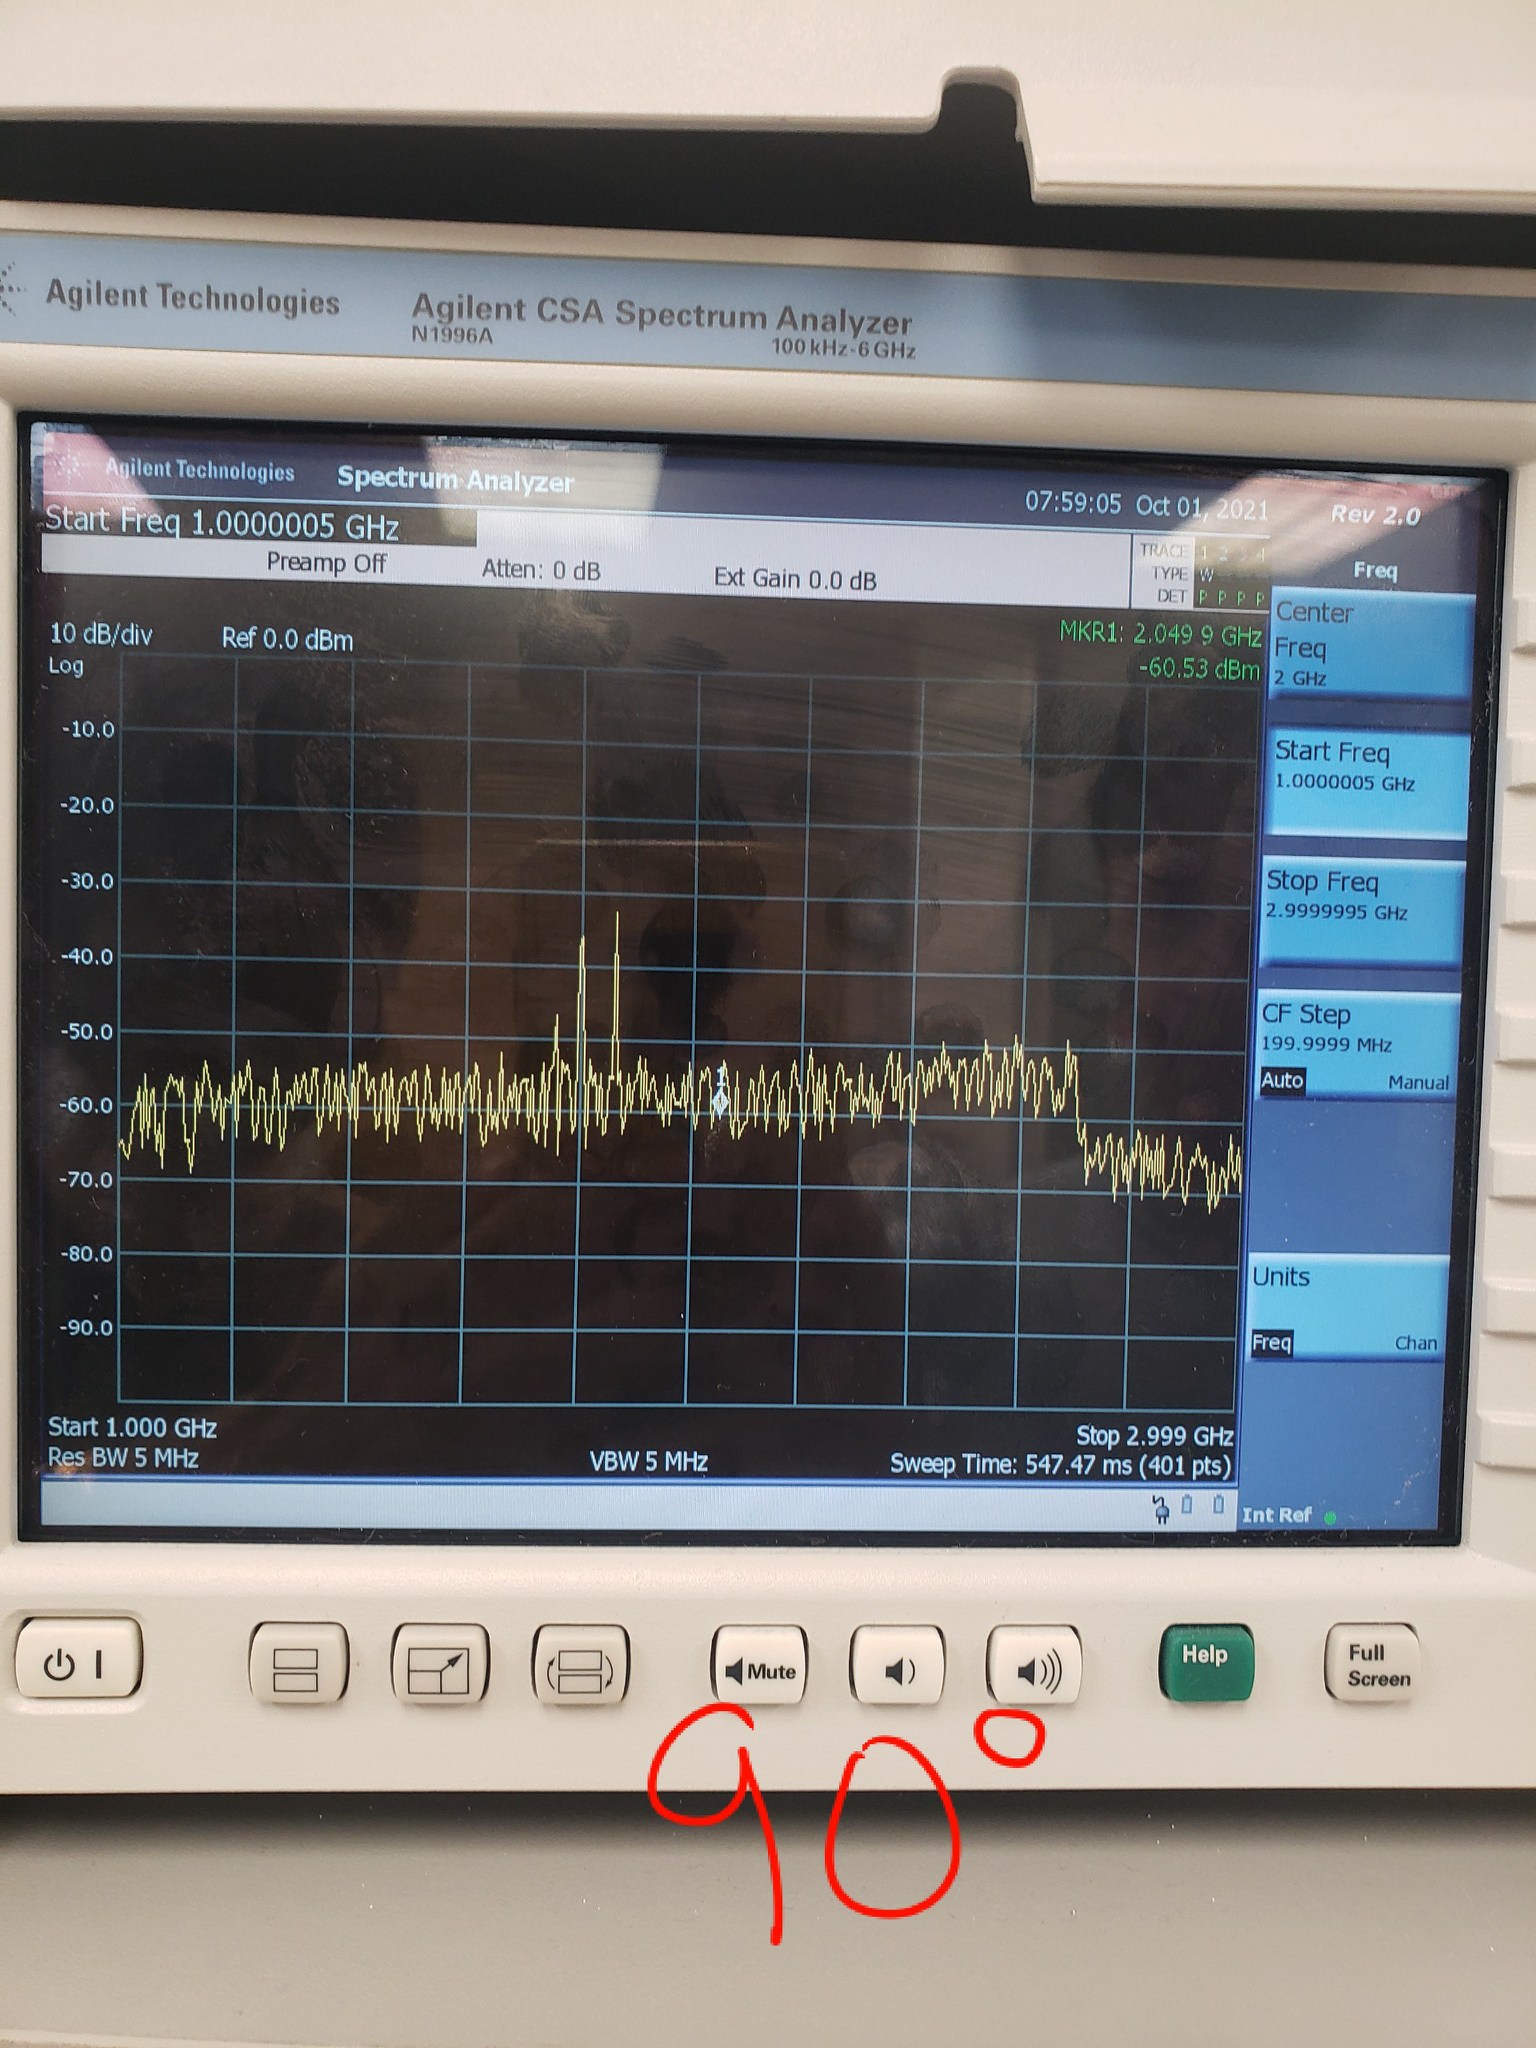 Agilent Technologies
Agilent CSA Spectrum Analyzer
N1996A
100 kHz-6 GHz
Agilent Technologies Spectrum Analyzer
07:59:05 Oct 01, 2021
Rev 2.0
Start Freq 1.0000005 GHz
Preamp Off Atten: 0 dB Ext Gain 0.0 dB
TRACE 1 2 3 4
TYPE W
DET P P P P
10 dB/div Ref 0.0 dBm
Log
MKR1: 2.049 9 GHz
-60.53 dBm
-10.0
-20.0
-30.0
-40.0
-50.0
-60.0
-70.0
-80.0
-90.0
1
Start 1.000 GHz
Stop 2.999 GHz
Res BW 5 MHz
VBW 5 MHz
Sweep Time: 547.47 ms (401 pts)
Freq
Center
Freq
2 GHz
Start Freq
1.0000005 GHz
Stop Freq
2.9999995 GHz
CF Step
199.9999 MHz
Auto Manual
Units
Freq Chan
Int Ref
Mute
Help
Full
Screen
90°